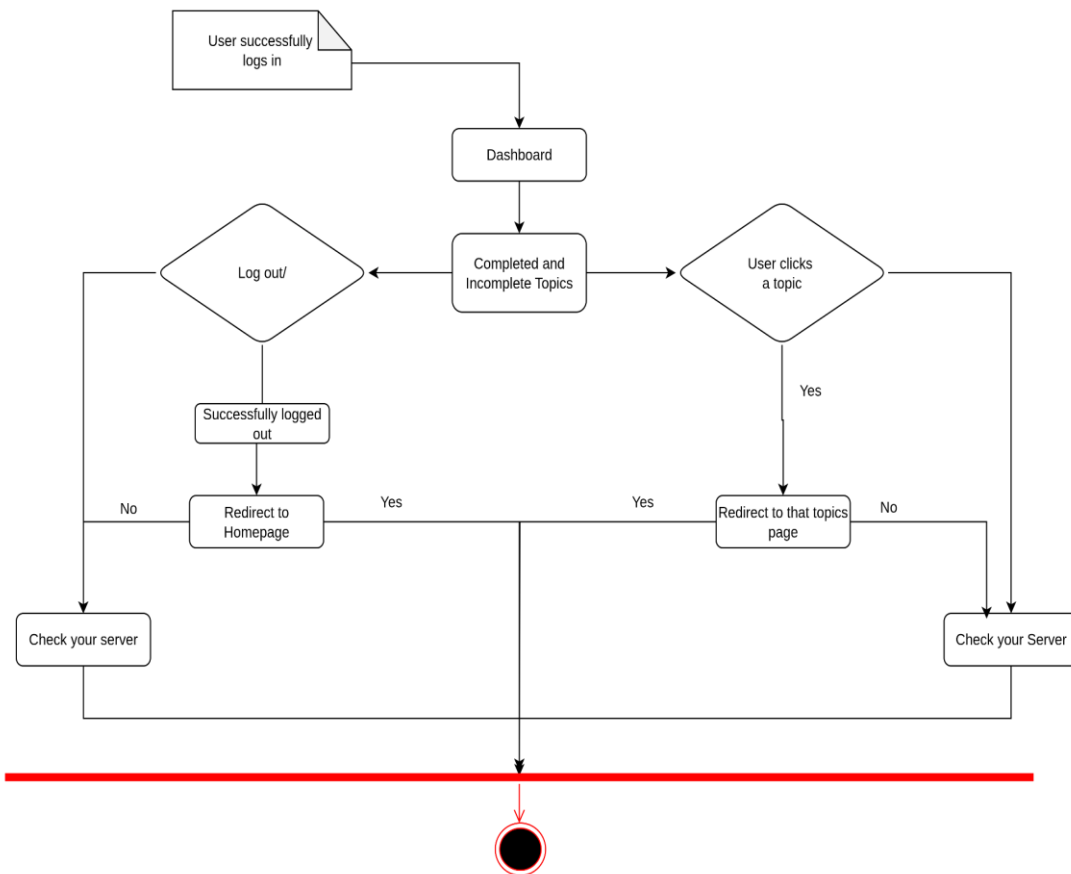 User successfully
logs in
Dashboard
Log out/
Completed and
Incomplete Topics
User clicks
a topic
Yes
Successfully logged
out
No
Redirect to
Homepage
Yes
Yes
Redirect to that topics
page
No
Check your server
Check your Server